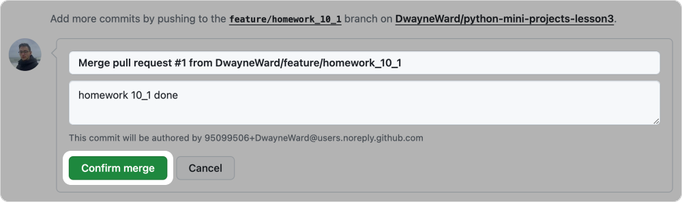 Add more commits by pushing to the feature/homework_10_1 branch on DwayneWard/python-mini-projects-lesson3.
Merge pull request #1 from DwayneWard/feature/homework_10_1
homework 10_1 done
This commit will be authored by 95099506+DwayneWard@users.noreply.github.com
Confirm merge Cancel